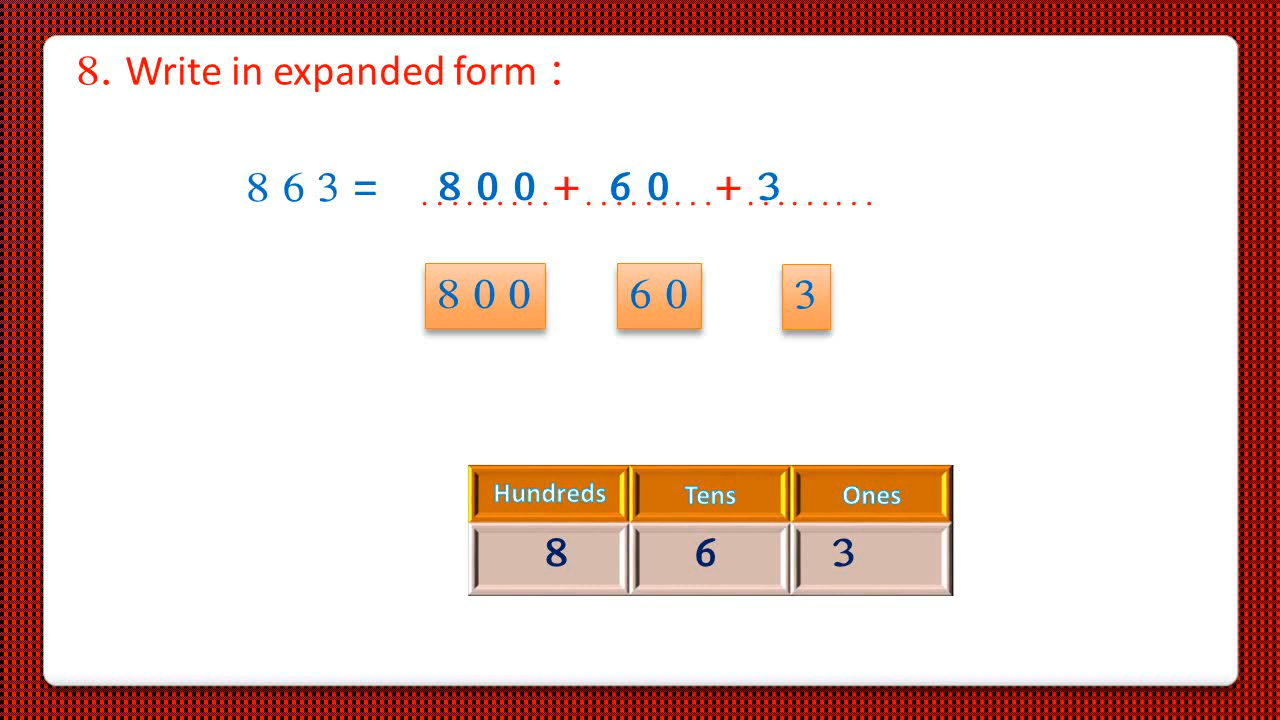 8. Write in expanded form :
8 6 3 = 8 0 0 + 6 0 + 3
8 0 0 6 0 3
Hundreds Tens Ones
8 6 3